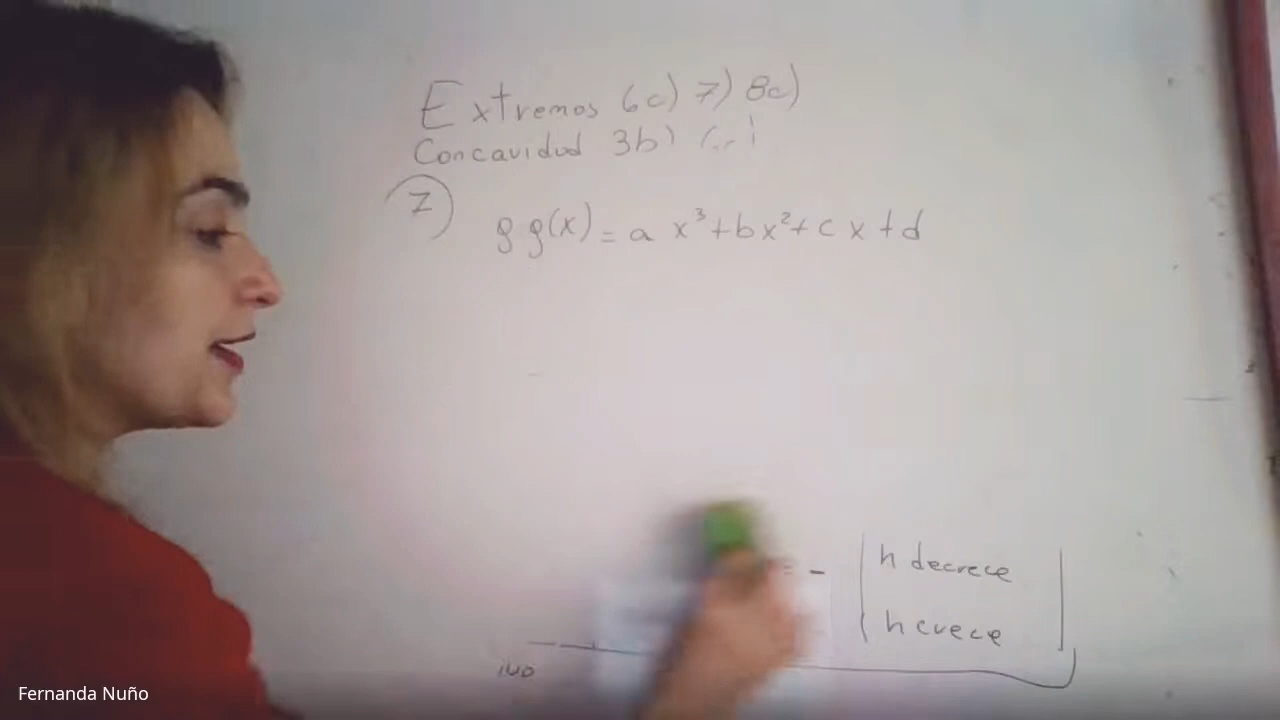 Extremos 6c) 7) 8c)
Concavidad 3b)
7
g g(x) = a x³ + b x² + c x + d
= -
h decrece
h crece
Fernanda Nuño